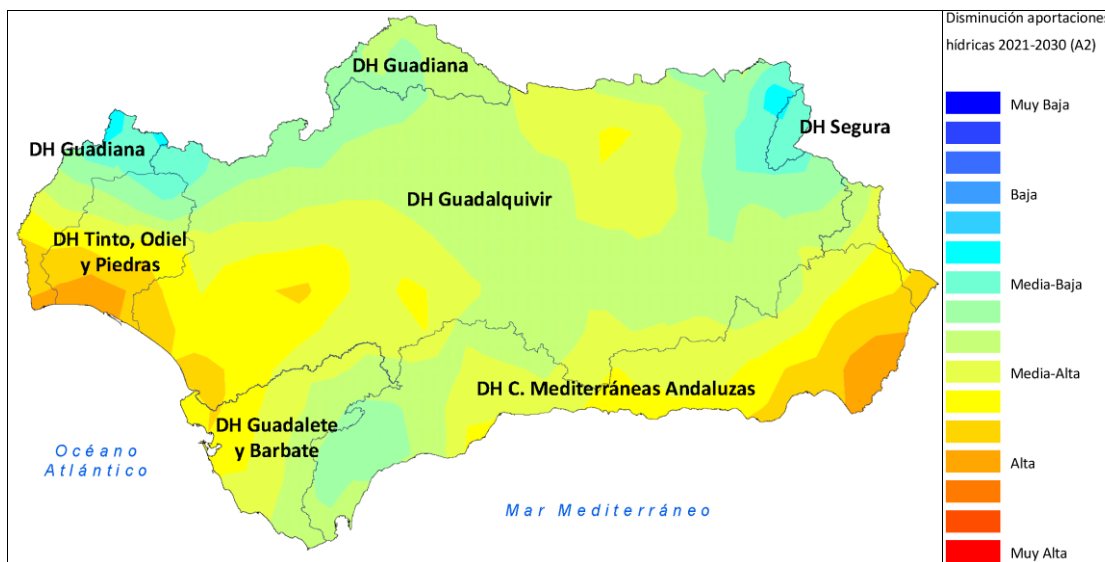 DH Guadiana
DH Guadiana
DH Segura
DH Guadalquivir
DH Tinto, Odiel
y Piedras
DH C. Mediterráneas Andaluzas
DH Guadalete
y Barbate
Océano
Atlántico
Mar Mediterráneo
Disminución aportacione
hídricas 2021-2030 (A2)
Muy Baja
Baja
Media-Baja
Media-Alta
Alta
Muy Alta